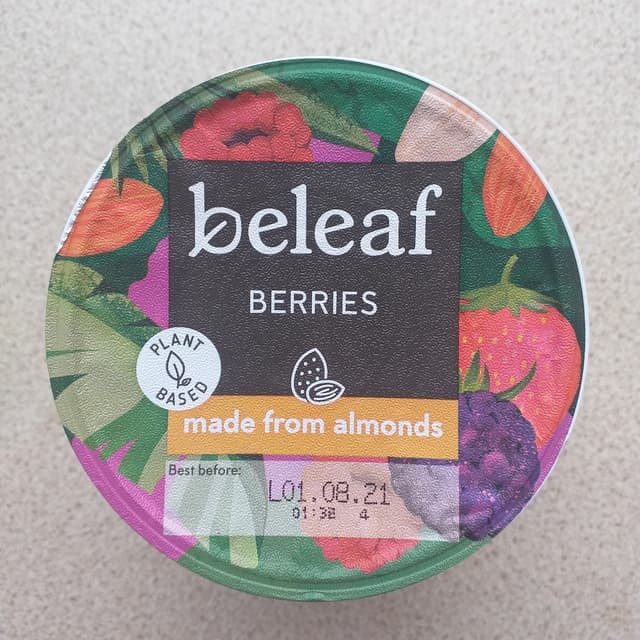 beleaf
BERRIES
PLANT
BASED
made from almonds
Best before:
L01.08.21
01:38 4